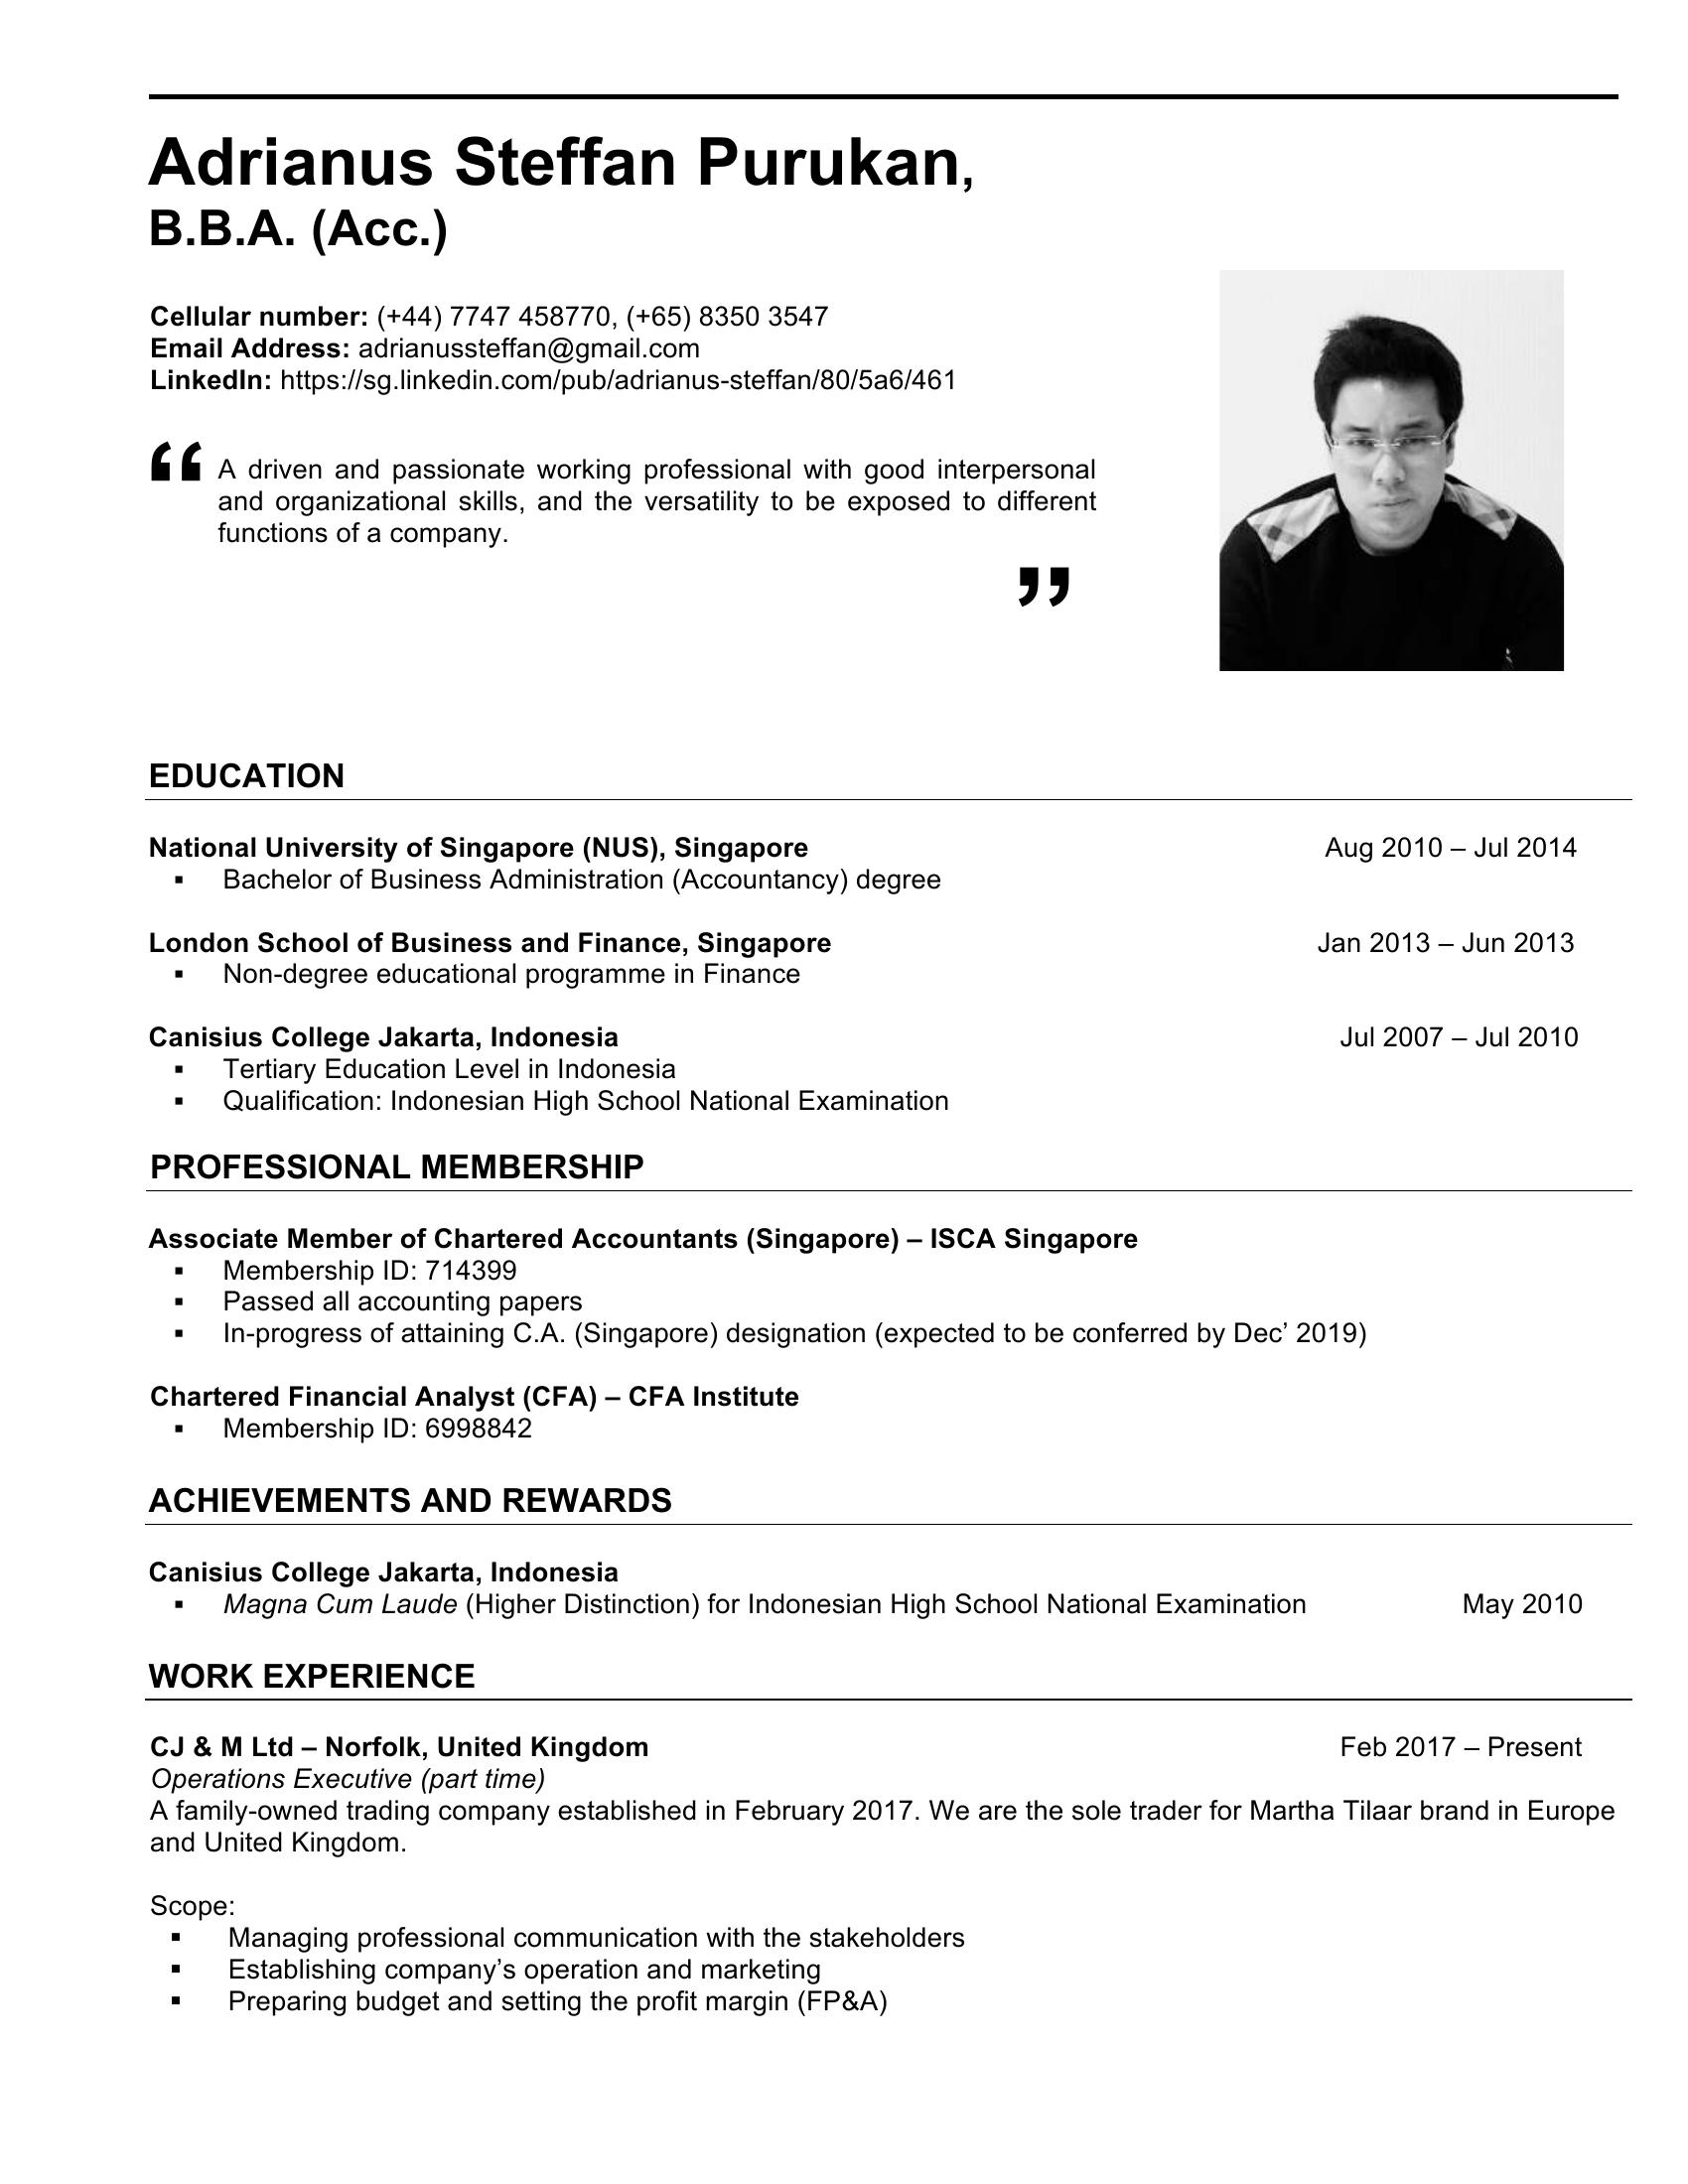 Adrianus Steffan Purukan,
B.B.A. (Acc.)
Cellular number: (+44) 7747 458770, (+65) 8350 3547
Email Address: adrianussteffan@gmail.com
LinkedIn: https://sg.linkedin.com/pub/adrianus-steffan/80/5a6/461
“ A driven and passionate working professional with good interpersonal
and organizational skills, and the versatility to be exposed to different
functions of a company.
”
EDUCATION
National University of Singapore (NUS), Singapore Aug 2010 – Jul 2014
▪ Bachelor of Business Administration (Accountancy) degree
London School of Business and Finance, Singapore Jan 2013 – Jun 2013
▪ Non-degree educational programme in Finance
Canisius College Jakarta, Indonesia Jul 2007 – Jul 2010
▪ Tertiary Education Level in Indonesia
▪ Qualification: Indonesian High School National Examination
PROFESSIONAL MEMBERSHIP
Associate Member of Chartered Accountants (Singapore) – ISCA Singapore
▪ Membership ID: 714399
▪ Passed all accounting papers
▪ In-progress of attaining C.A. (Singapore) designation (expected to be conferred by Dec’ 2019)
Chartered Financial Analyst (CFA) – CFA Institute
▪ Membership ID: 6998842
ACHIEVEMENTS AND REWARDS
Canisius College Jakarta, Indonesia
▪ Magna Cum Laude (Higher Distinction) for Indonesian High School National Examination May 2010
WORK EXPERIENCE
CJ & M Ltd – Norfolk, United Kingdom Feb 2017 – Present
Operations Executive (part time)
A family-owned trading company established in February 2017. We are the sole trader for Martha Tilaar brand in Europe
and United Kingdom.
Scope:
▪ Managing professional communication with the stakeholders
▪ Establishing company’s operation and marketing
▪ Preparing budget and setting the profit margin (FP&A)